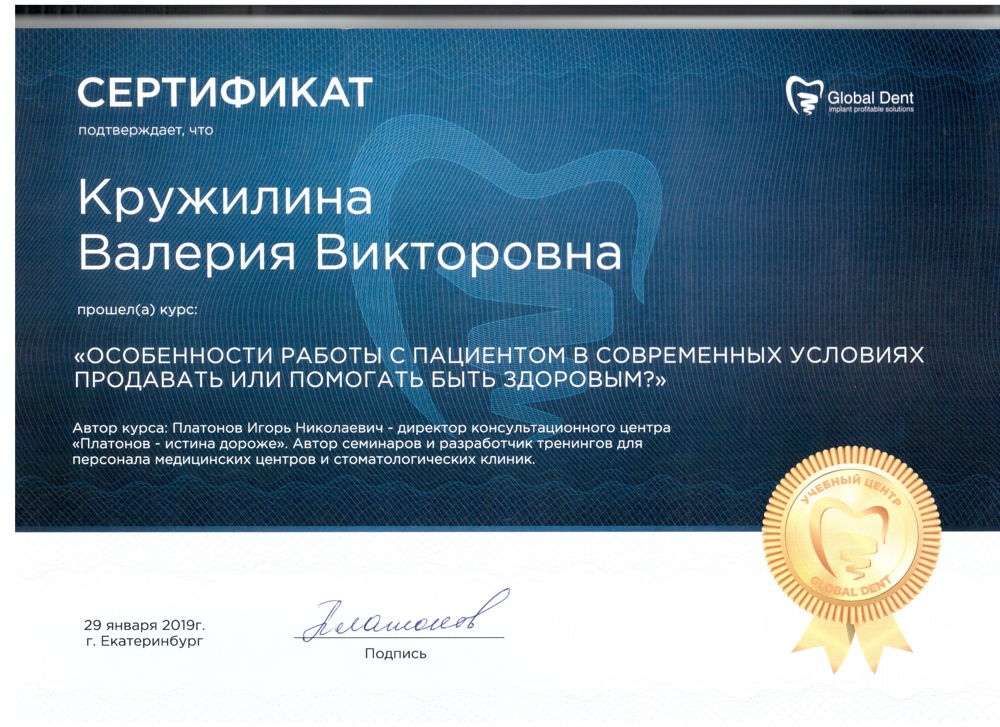 СЕРТИФИКАТ
подтверждает, что
Global Dent
implant profitable solutions
Кружилина
Валерия Викторовна
прошел(а) курс:
«ОСОБЕННОСТИ РАБОТЫ С ПАЦИЕНТОМ В СОВРЕМЕННЫХ УСЛОВИЯХ
ПРОДАВАТЬ ИЛИ ПОМОГАТЬ БЫТЬ ЗДОРОВЫМ?»
Автор курса: Платонов Игорь Николаевич - директор консультационного центра
«Платонов - истина дороже». Автор семинаров и разработчик тренингов для
персонала медицинских центров и стоматологических клиник.
УЧЕБНЫЙ ЦЕНТР
GLOBAL DENT
29 января 2019г.
г. Екатеринбург
Платонов
Подпись